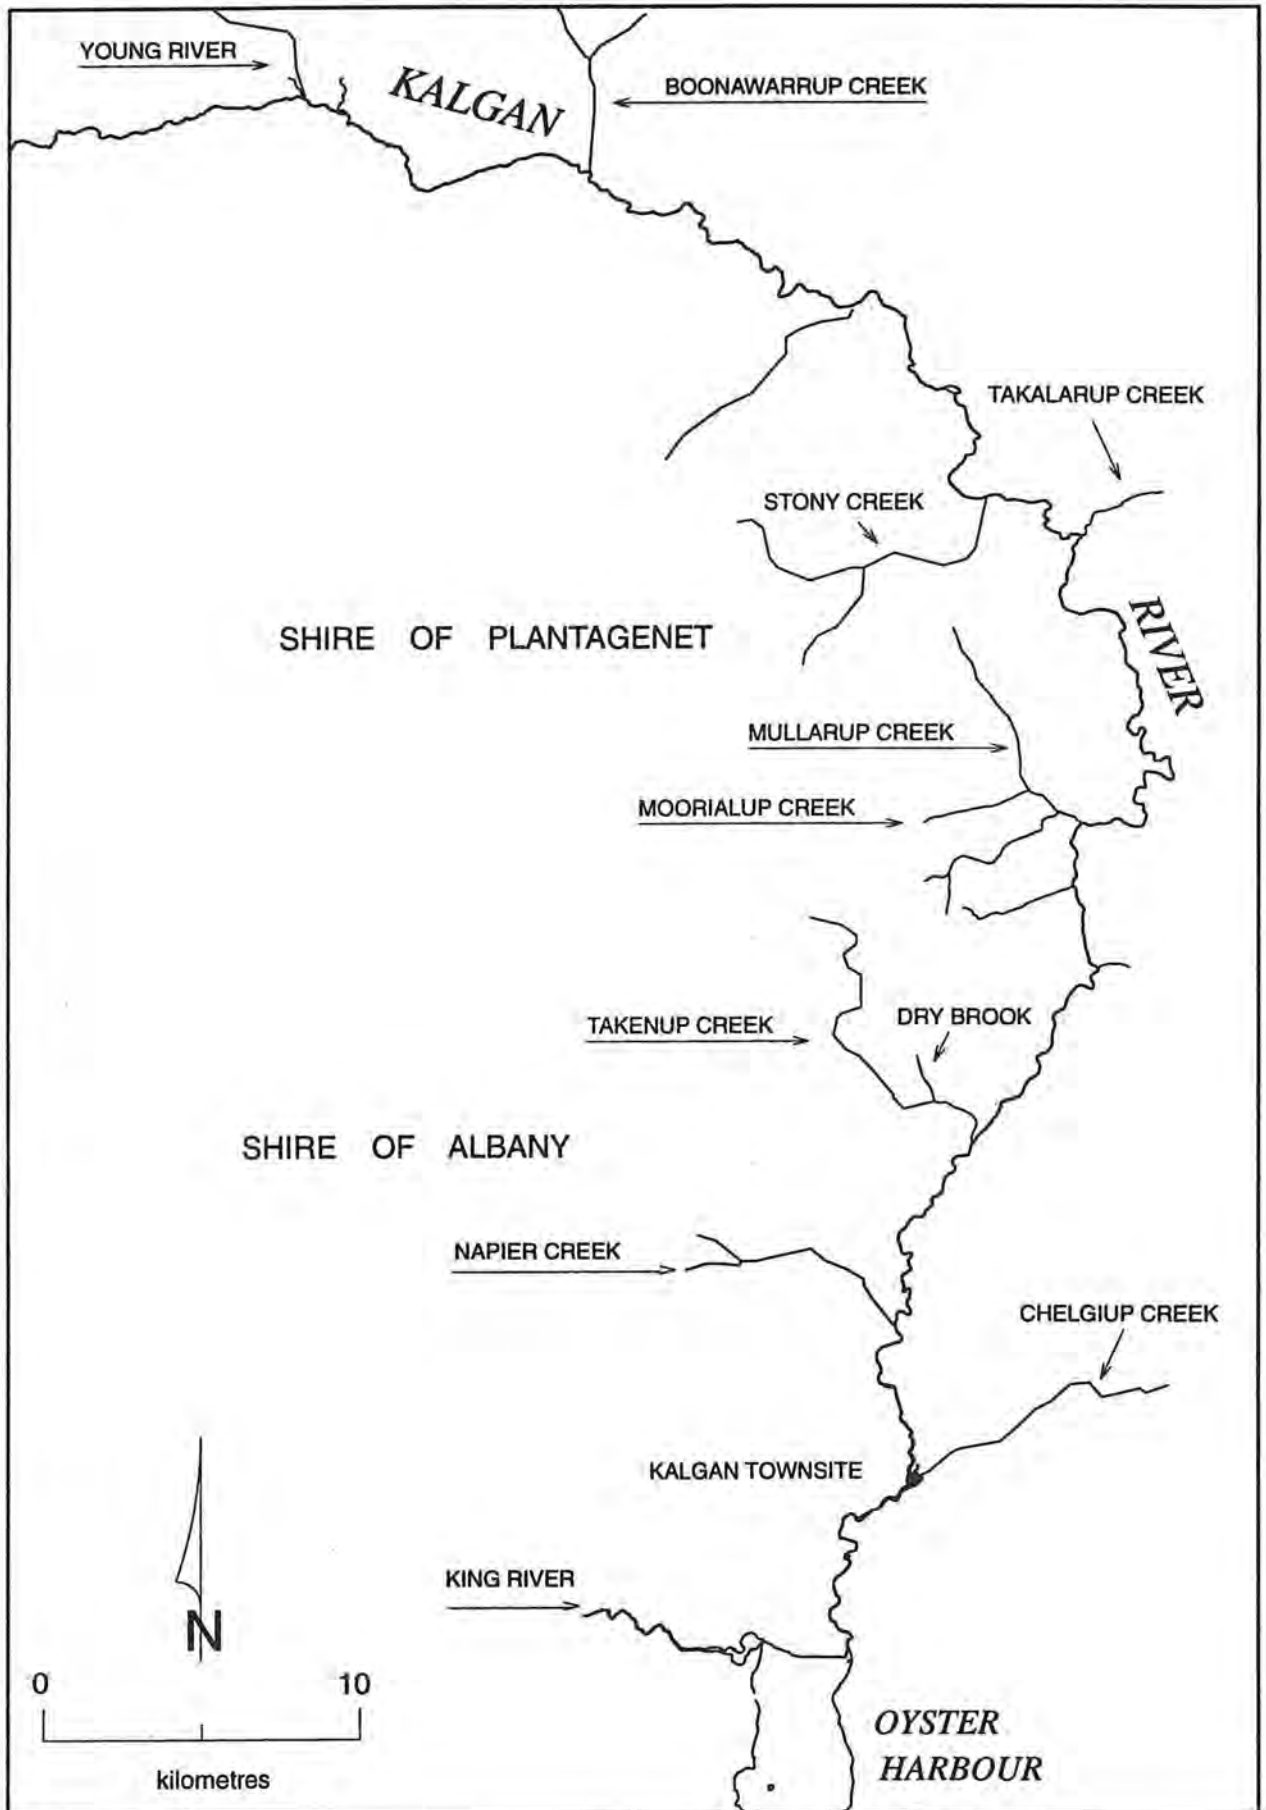 YOUNG RIVER
KALGAN
BOONAWARRUP CREEK
TAKALARUP CREEK
STONY CREEK
RIVER
SHIRE OF PLANTAGENET
MULLARUP CREEK
MOORIALUP CREEK
DRY BROOK
TAKENUP CREEK
SHIRE OF ALBANY
NAPIER CREEK
CHELGIUP CREEK
KALGAN TOWNSITE
KING RIVER
N
0 10
kilometres
OYSTER
HARBOUR